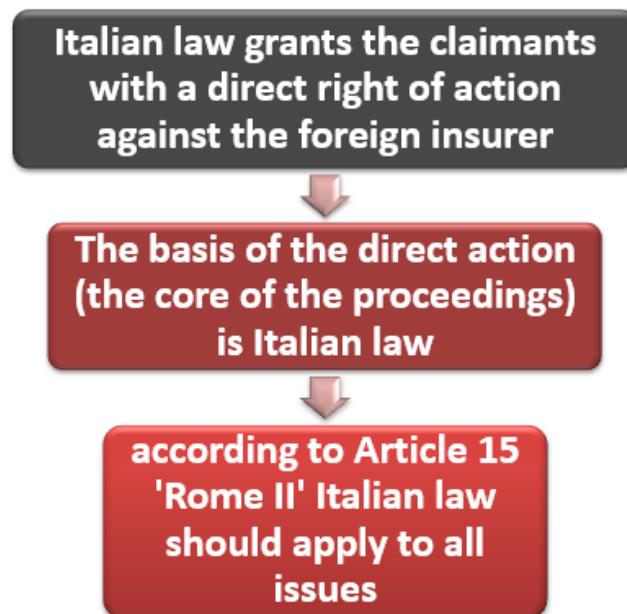 Italian law grants the claimants
with a direct right of action
against the foreign insurer
The basis of the direct action
(the core of the proceedings)
is Italian law
according to Article 15
'Rome II' Italian law
should apply to all
issues